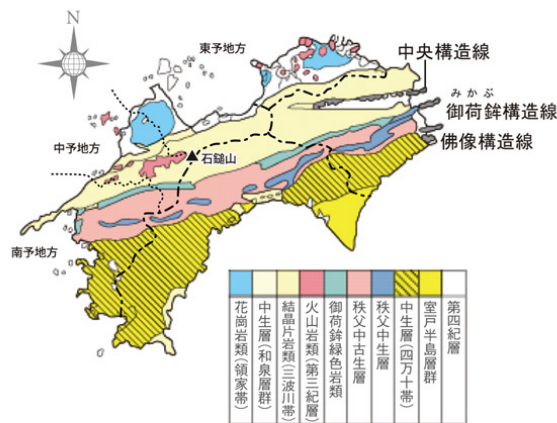 N
東予地方
中央構造線
みかぶ
御荷鉾構造線
佛像構造線
中予地方
石鎚山
南予地方
花崗岩類(領家帯)
中生層(和泉層群)
結晶片岩類(三波川帯)
火山岩類(第三紀層)
御荷鉾緑色岩類
秩父中古生層
秩父中生層
中生層(四万十帯)
室戸半島層群
第四紀層